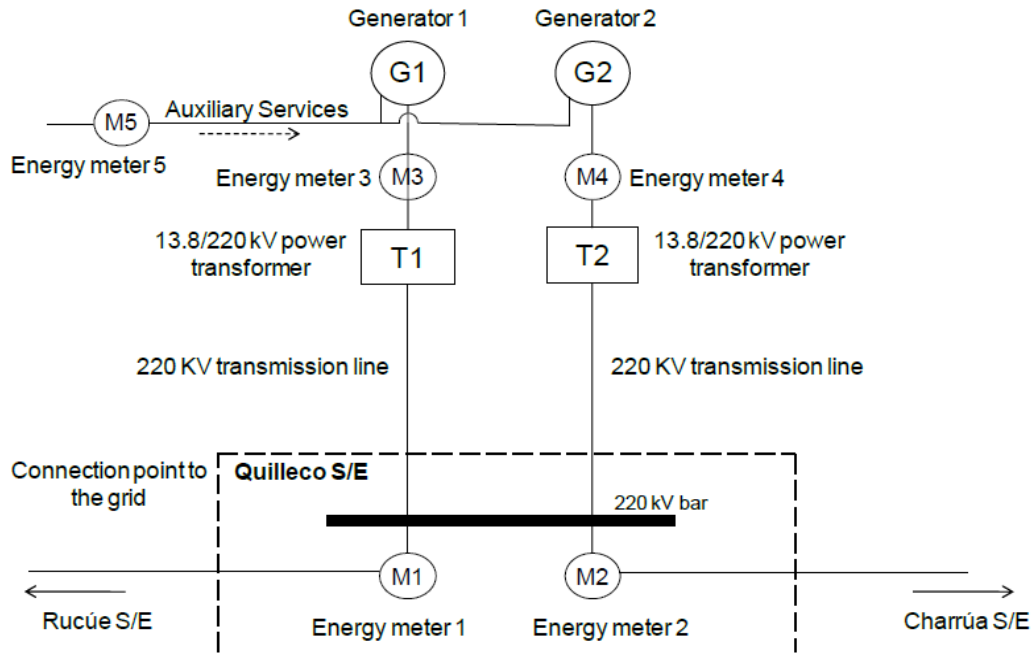 Generator 1
Generator 2
G1
G2
Auxiliary Services
M5
Energy meter 5
Energy meter 3
M3
M4
Energy meter 4
13.8/220 kV power
transformer
T1
T2
13.8/220 kV power
transformer
220 KV transmission line
220 KV transmission line
Connection point to
the grid
Quilleco S/E
220 kV bar
M1
M2
Rucúe S/E
Energy meter 1
Energy meter 2
Charrúa S/E